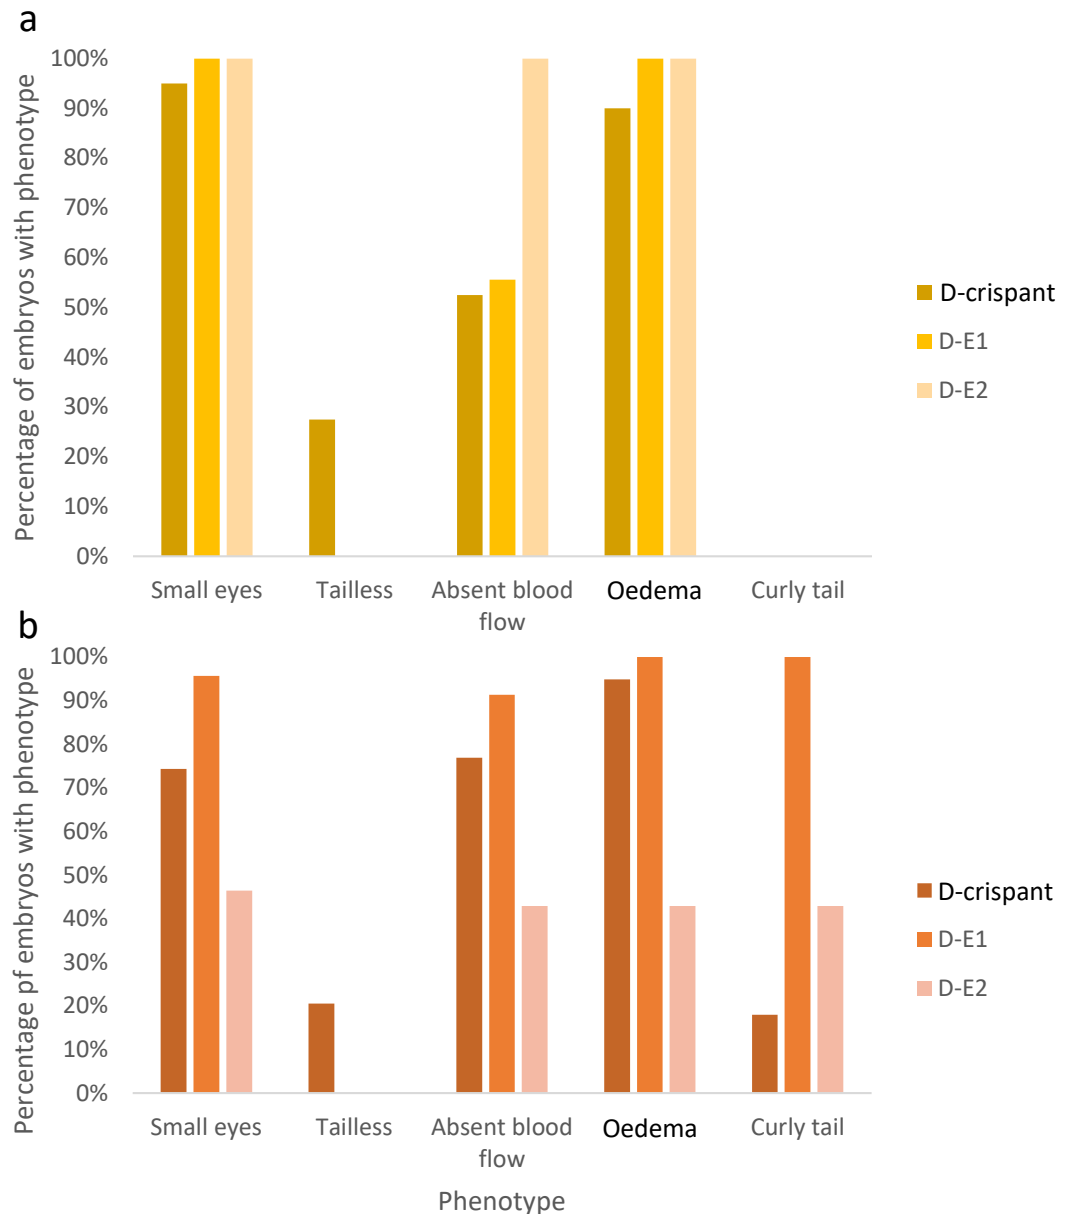 a
Percentage of embryos with phenotype
100%
90%
80%
70%
60%
50%
40%
30%
20%
10%
0%
Small eyes
Tailless
Absent blood
flow
Oedema
Curly tail
D-crispant
D-E1
D-E2
b
Percentage pf embryos with phenotype
100%
90%
80%
70%
60%
50%
40%
30%
20%
10%
0%
Small eyes
Tailless
Absent blood
flow
Oedema
Curly tail
Phenotype
D-crispant
D-E1
D-E2